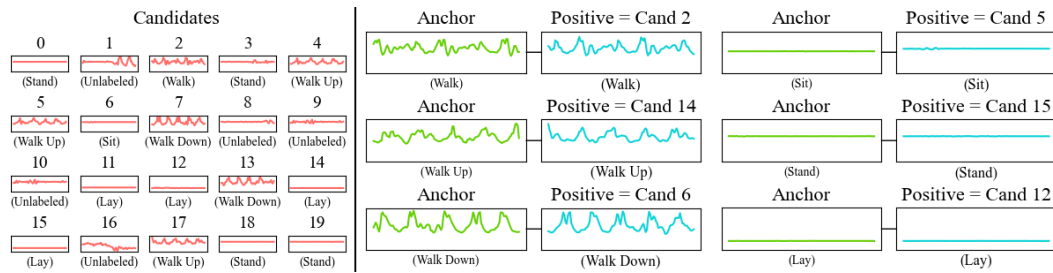 Candidates
0 1 2 3 4
(Stand) (Unlabeled) (Walk) (Stand) (Walk Up)
5 6 7 8 9
(Walk Up) (Sit) (Walk Down) (Unlabeled) (Unlabeled)
10 11 12 13 14
(Unlabeled) (Lay) (Lay) (Walk Down) (Lay)
15 16 17 18 19
(Lay) (Unlabeled) (Walk Up) (Stand) (Stand)
Anchor Positive = Cand 2 Anchor Positive = Cand 5
(Walk) (Walk) (Sit) (Sit)
Anchor Positive = Cand 14 Anchor Positive = Cand 15
(Walk Up) (Walk Up) (Stand) (Stand)
Anchor Positive = Cand 6 Anchor Positive = Cand 12
(Walk Down) (Walk Down) (Lay) (Lay)